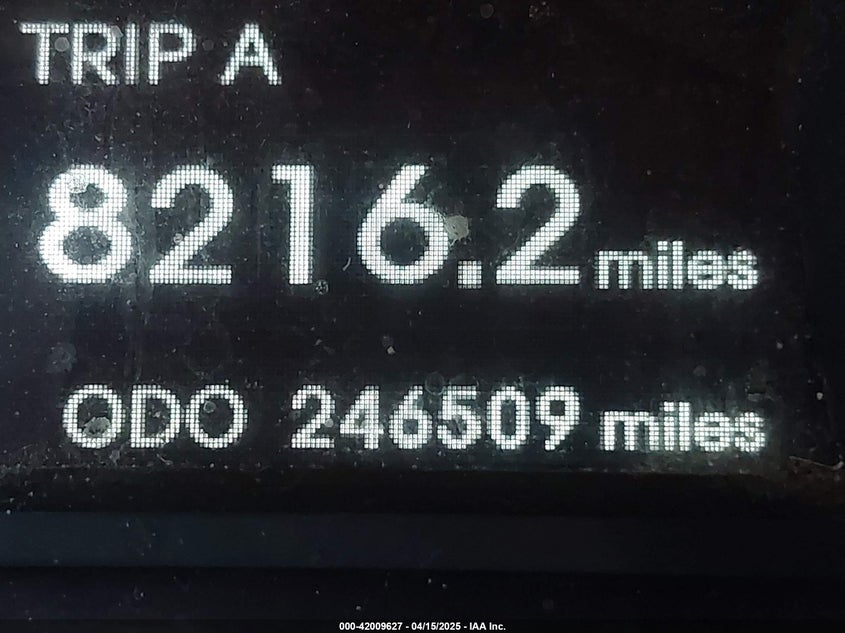 TRIP A
8216.2 miles
ODO 246509 miles
000-42009627 - 04/15/2025 - IAA Inc.